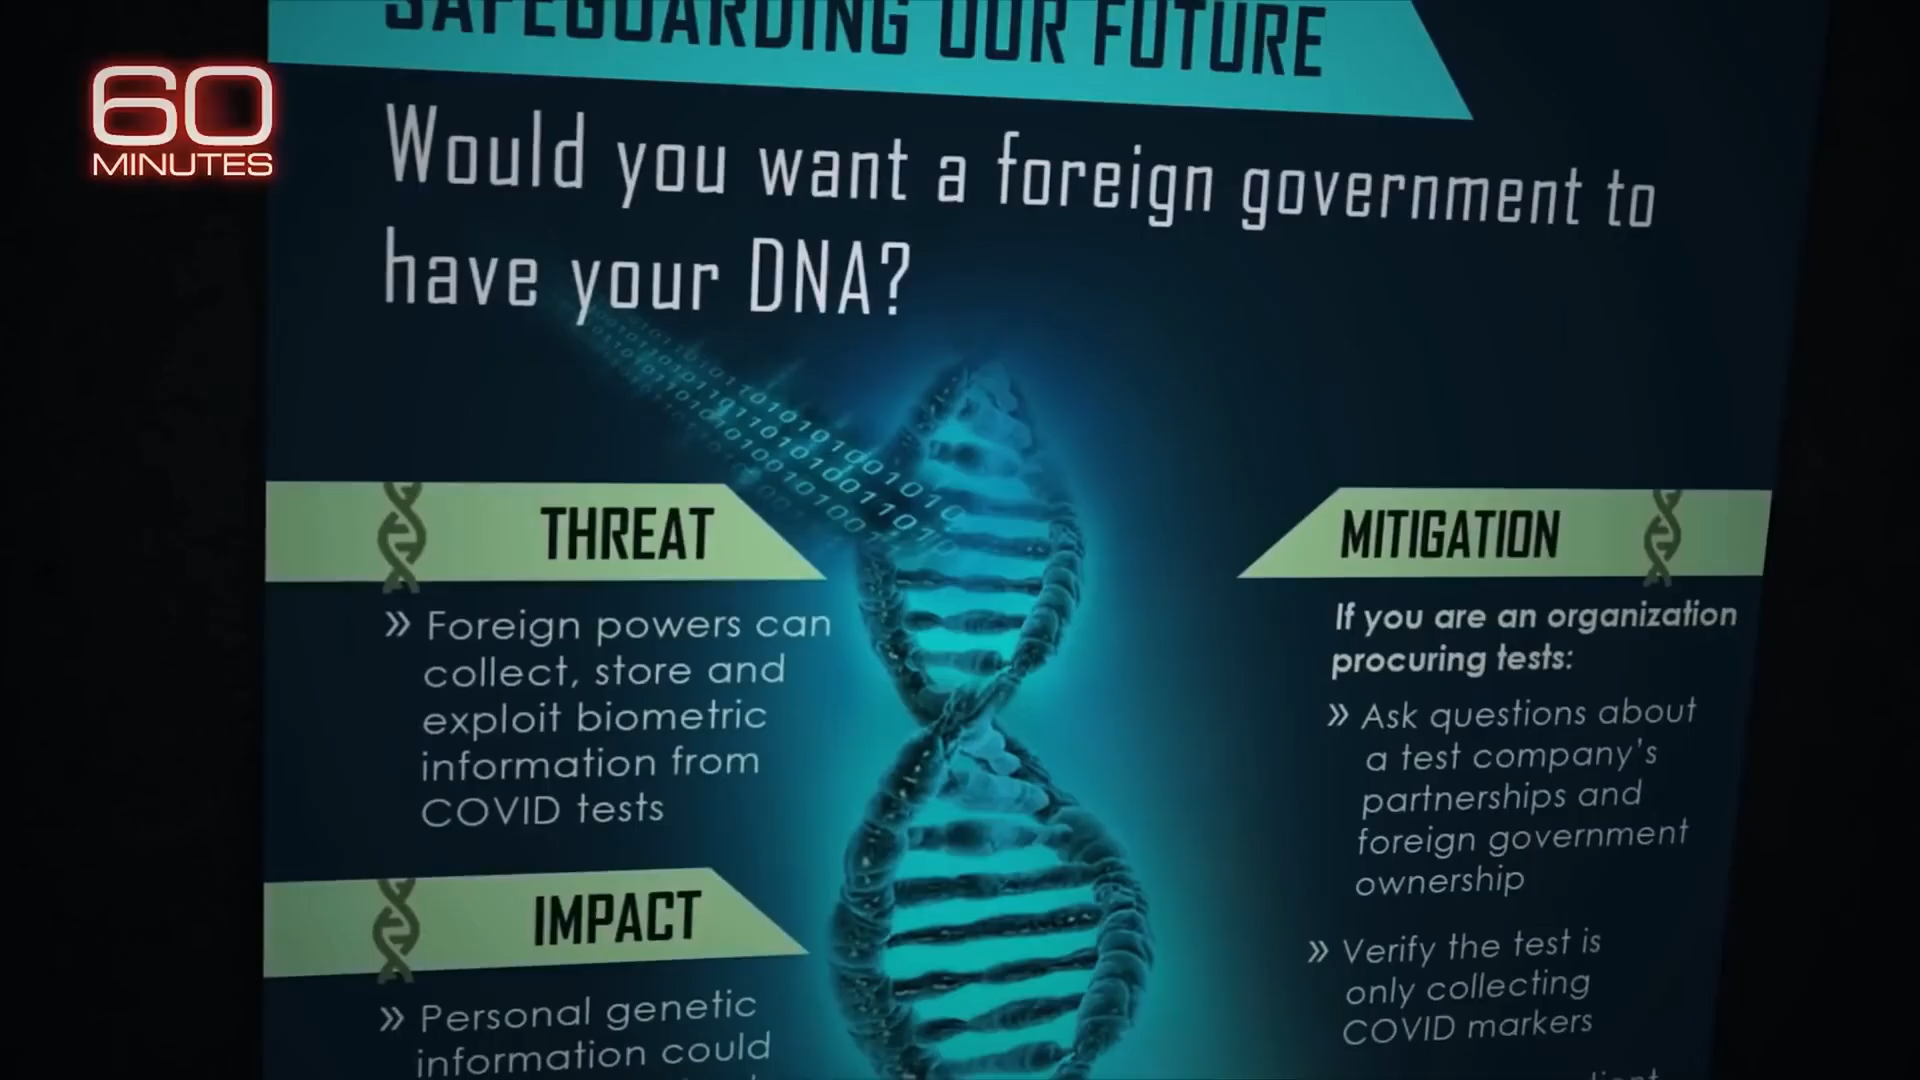 SAFEGUARDING OUR FUTURE
60
MINUTES
Would you want a foreign government to
have your DNA?
THREAT
» Foreign powers can
collect, store and
exploit biometric
information from
COVID tests
IMPACT
» Personal genetic
information could
MITIGATION
If you are an organization
procuring tests:
» Ask questions about
a test company's
partnerships and
foreign government
ownership
» Verify the test is
only collecting
COVID markers